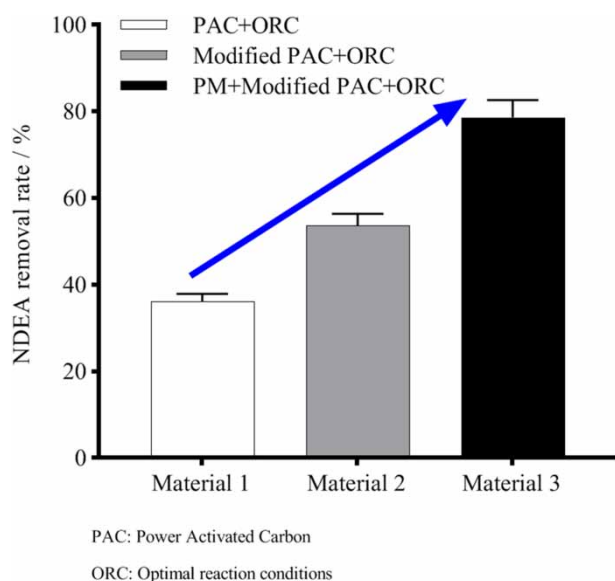 PAC+ORC
Modified PAC+ORC
PM+Modified PAC+ORC
NDEA removal rate / %
100
80
60
40
20
0
Material 1 Material 2 Material 3
PAC: Power Activated Carbon
ORC: Optimal reaction conditions